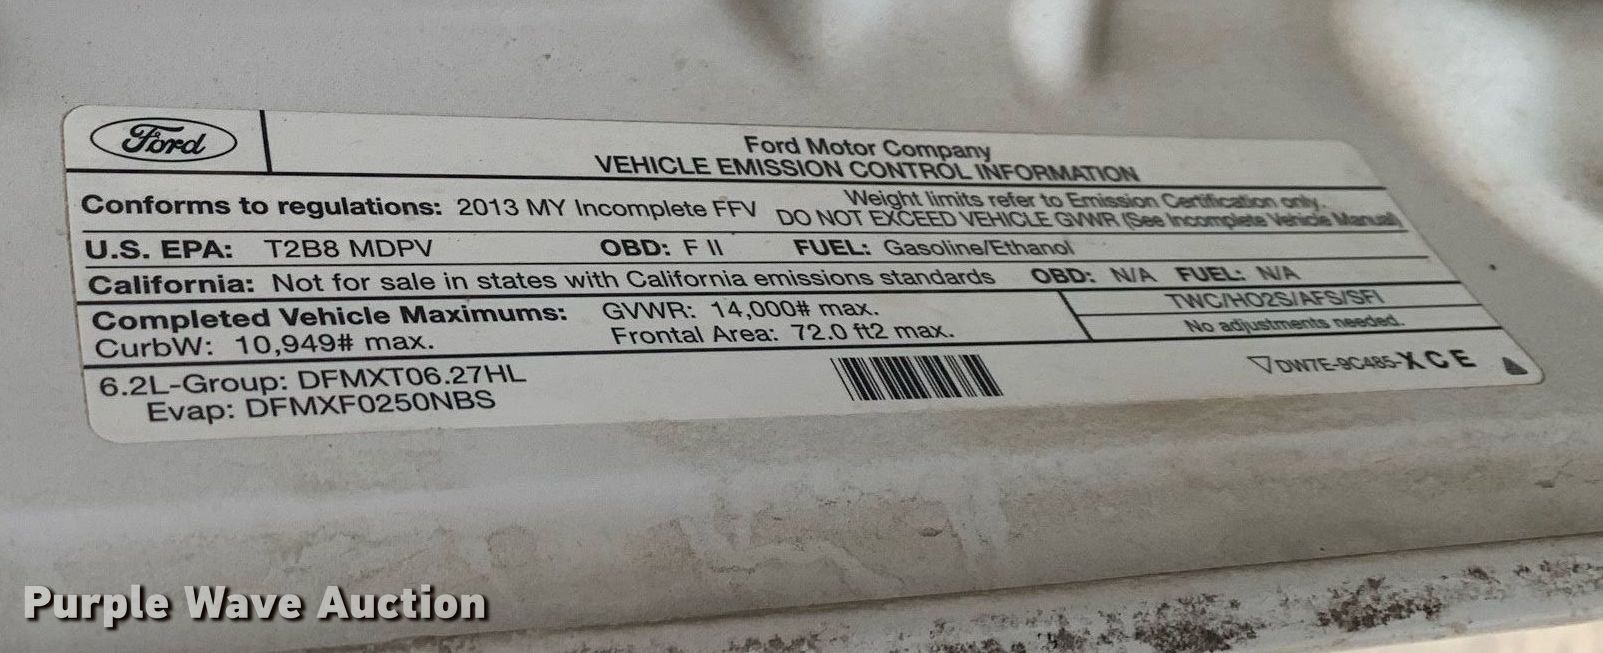 Ford
Ford Motor Company
VEHICLE EMISSION CONTROL INFORMATION
Conforms to regulations: 2013 MY Incomplete FFV
Weight limits refer to Emission Certification only.
DO NOT EXCEED VEHICLE GVWR (See Incomplete Vehicle Manual)
U.S. EPA: T2B8 MDPV OBD: F II FUEL: Gasoline/Ethanol
California: Not for sale in states with California emissions standards OBD: N/A FUEL: N/A
Completed Vehicle Maximums: GVWR: 14,000# max.
CurbW: 10,949# max. Frontal Area: 72.0 ft2 max.
TWC/HO2S/AFS/SFI
No adjustments needed.
6.2L-Group: DFMXT06.27HL
Evap: DFMXF0250NBS
DW7E-9C485-XCE
Purple Wave Auction